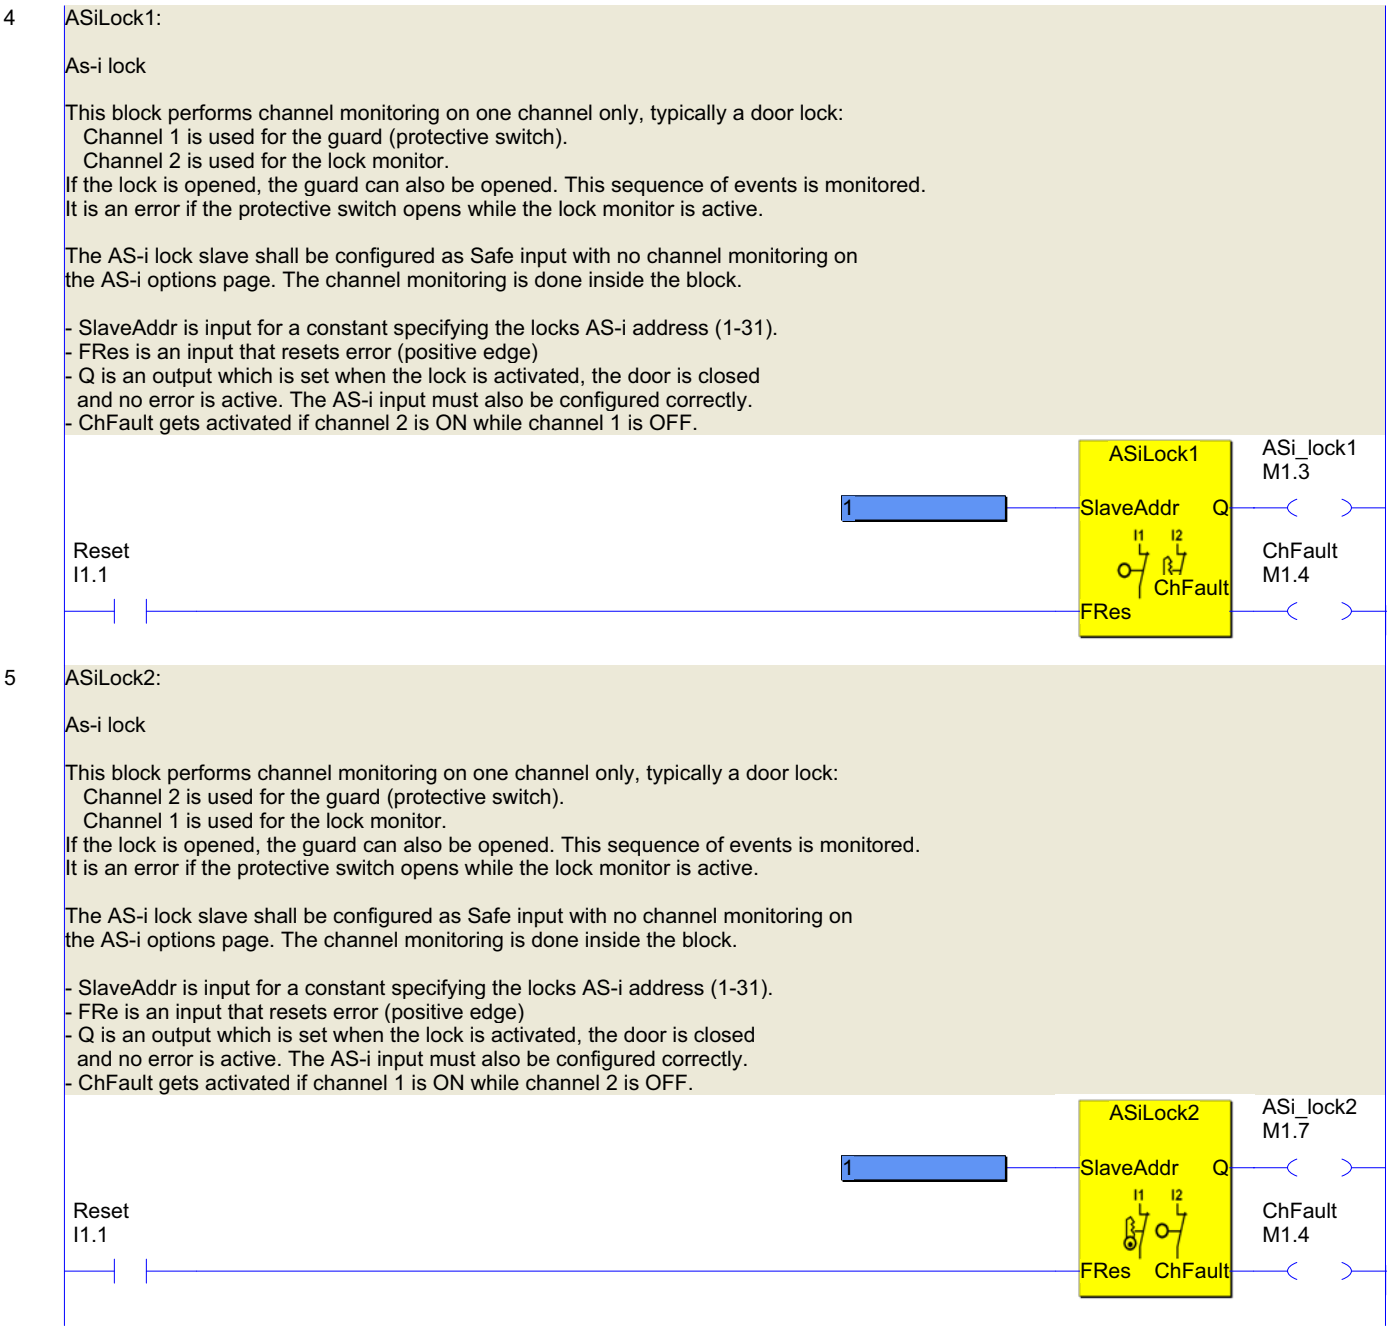 4
ASiLock1:
As-i lock
This block performs channel monitoring on one channel only, typically a door lock:
Channel 1 is used for the guard (protective switch).
Channel 2 is used for the lock monitor.
If the lock is opened, the guard can also be opened. This sequence of events is monitored.
It is an error if the protective switch opens while the lock monitor is active.
The AS-i lock slave shall be configured as Safe input with no channel monitoring on
the AS-i options page. The channel monitoring is done inside the block.
- SlaveAddr is input for a constant specifying the locks AS-i address (1-31).
- FRes is an input that resets error (positive edge)
- Q is an output which is set when the lock is activated, the door is closed
and no error is active. The AS-i input must also be configured correctly.
- ChFault gets activated if channel 2 is ON while channel 1 is OFF.
ASiLock1
ASi_lock1
M1.3
1
SlaveAddr Q
I1 I2
Reset
I1.1
ChFault
M1.4
ChFault
FRes
5
ASiLock2:
As-i lock
This block performs channel monitoring on one channel only, typically a door lock:
Channel 2 is used for the guard (protective switch).
Channel 1 is used for the lock monitor.
If the lock is opened, the guard can also be opened. This sequence of events is monitored.
It is an error if the protective switch opens while the lock monitor is active.
The AS-i lock slave shall be configured as Safe input with no channel monitoring on
the AS-i options page. The channel monitoring is done inside the block.
- SlaveAddr is input for a constant specifying the locks AS-i address (1-31).
- FRe is an input that resets error (positive edge)
- Q is an output which is set when the lock is activated, the door is closed
and no error is active. The AS-i input must also be configured correctly.
- ChFault gets activated if channel 1 is ON while channel 2 is OFF.
ASiLock2
ASi_lock2
M1.7
1
SlaveAddr Q
I1 I2
Reset
I1.1
ChFault
M1.4
FRes ChFault